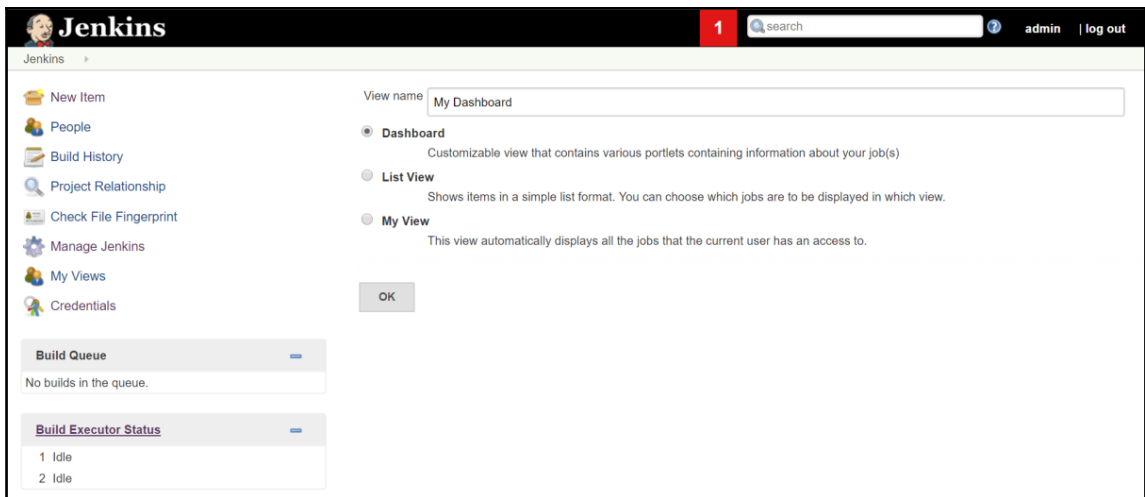 Jenkins
1
search
admin
| log out
Jenkins
New Item
People
Build History
Project Relationship
Check File Fingerprint
Manage Jenkins
My Views
Credentials
Build Queue
No builds in the queue.
Build Executor Status
1 Idle
2 Idle
View name
My Dashboard
Dashboard
Customizable view that contains various portlets containing information about your job(s)
List View
Shows items in a simple list format. You can choose which jobs are to be displayed in which view.
My View
This view automatically displays all the jobs that the current user has an access to.
OK